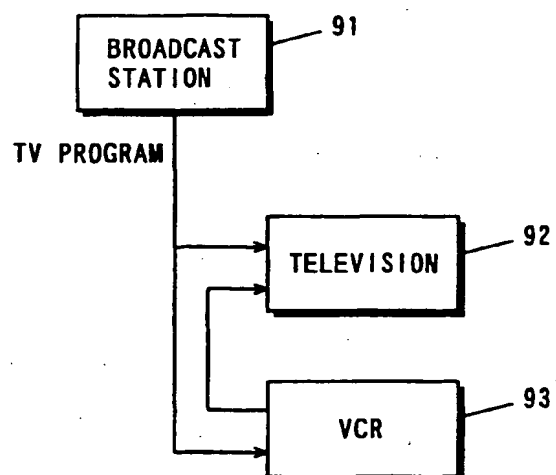 91
BROADCAST
STATION
TV PROGRAM
92
TELEVISION
93
VCR